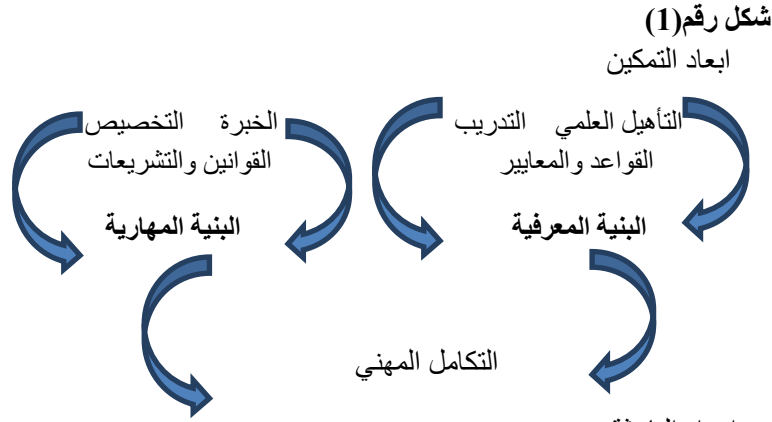 شكل رقم(1)
ابعاد التمكين
التأهيل العلمي التدريب الخبرة التخصيص
القواعد والمعايير القوانين والتشريعات
البنية المعرفية البنية المهارية
التكامل المهني